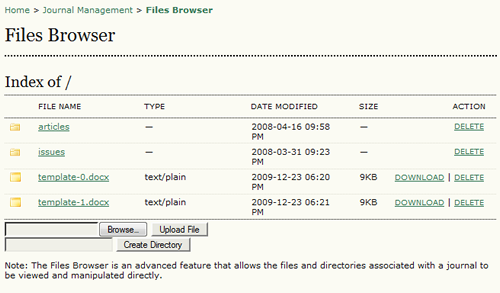 Home > Journal Management > Files Browser
Files Browser
Index of /
FILE NAME TYPE DATE MODIFIED SIZE ACTION
articles — 2008-04-16 09:58 PM — DELETE
issues — 2008-03-31 09:23 PM — DELETE
template-0.docx text/plain 2009-12-23 06:20 PM 9KB DOWNLOAD | DELETE
template-1.docx text/plain 2009-12-23 06:21 PM 9KB DOWNLOAD | DELETE
Browse... Upload File
Create Directory
Note: The Files Browser is an advanced feature that allows the files and directories associated with a journal to
be viewed and manipulated directly.